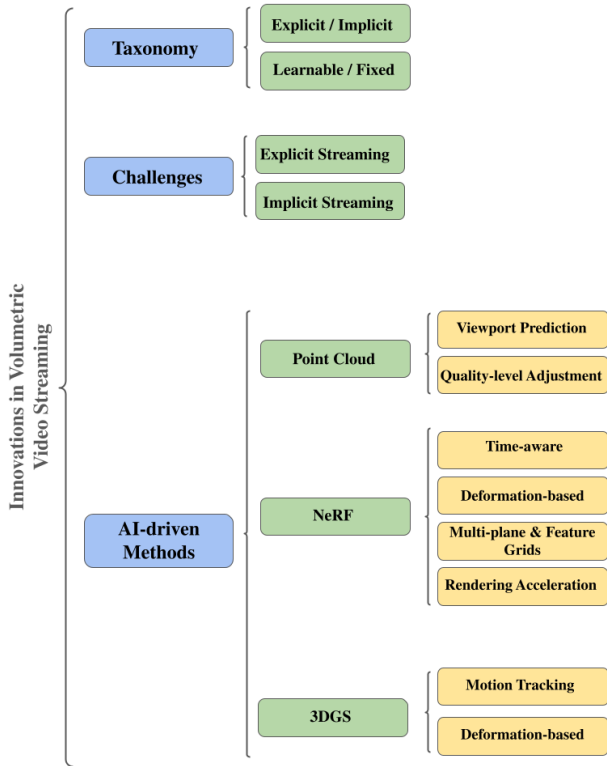 Innovations in Volumetric
Video Streaming
Taxonomy
Explicit / Implicit
Learnable / Fixed
Challenges
Explicit Streaming
Implicit Streaming
AI-driven
Methods
Point Cloud
Viewport Prediction
Quality-level Adjustment
NeRF
Time-aware
Deformation-based
Multi-plane & Feature
Grids
Rendering Acceleration
3DGS
Motion Tracking
Deformation-based